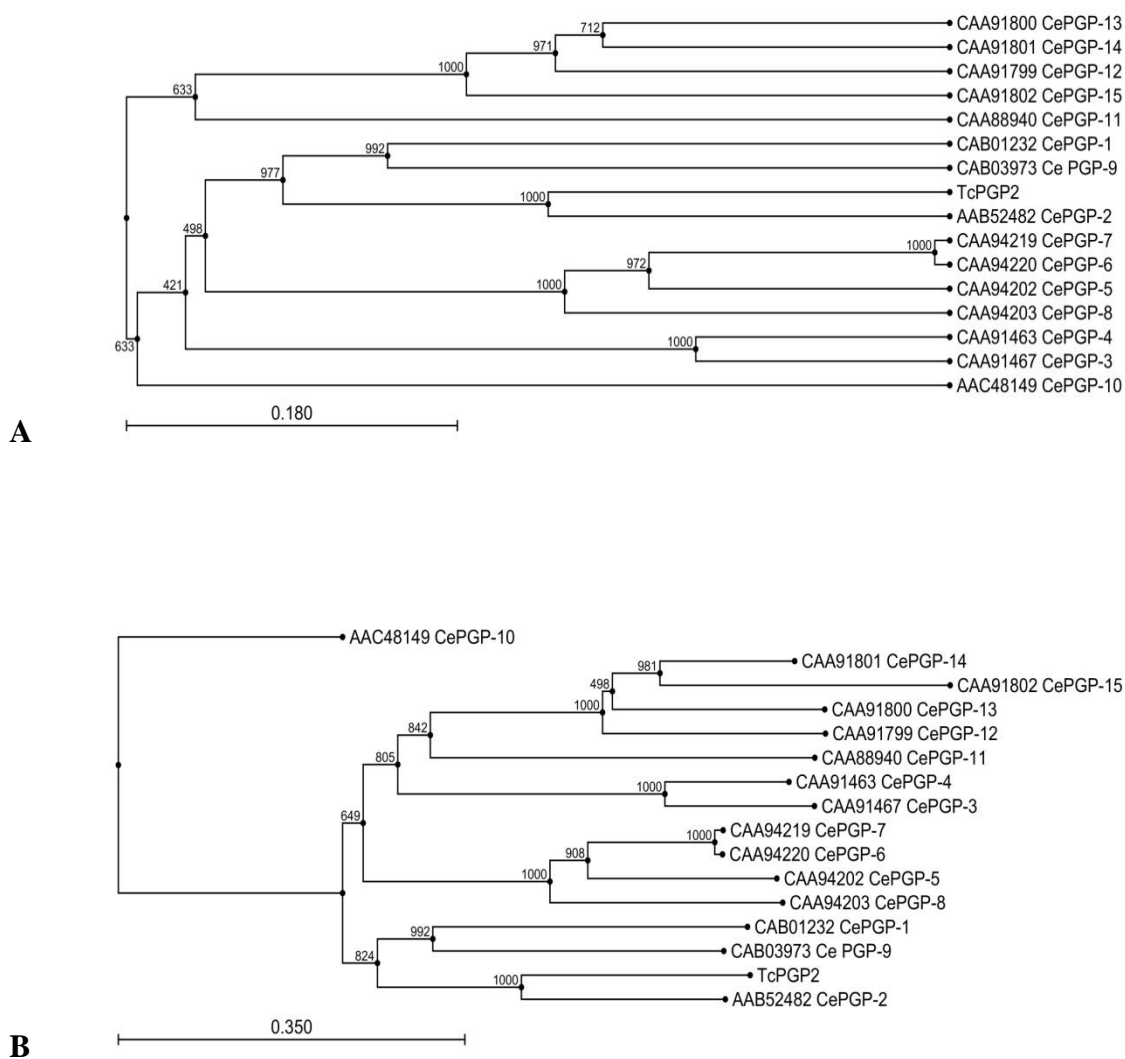 712
CAA91800 CePGP-13
971
CAA91801 CePGP-14
1000
CAA91799 CePGP-12
633
CAA91802 CePGP-15
CAA88940 CePGP-11
992
CAB01232 CePGP-1
977
CAB03973 Ce PGP-9
1000
TcPGP2
498
AAB52482 CePGP-2
1000
CAA94219 CePGP-7
972
CAA94220 CePGP-6
421
1000
CAA94202 CePGP-5
CAA94203 CePGP-8
1000
CAA91463 CePGP-4
633
CAA91467 CePGP-3
AAC48149 CePGP-10
0.180
A
AAC48149 CePGP-10
981
CAA91801 CePGP-14
498
CAA91802 CePGP-15
1000
CAA91800 CePGP-13
842
CAA91799 CePGP-12
805
CAA88940 CePGP-11
1000
CAA91463 CePGP-4
CAA91467 CePGP-3
649
1000
CAA94219 CePGP-7
908
CAA94220 CePGP-6
1000
CAA94202 CePGP-5
CAA94203 CePGP-8
992
CAB01232 CePGP-1
824
CAB03973 Ce PGP-9
1000
TcPGP2
AAB52482 CePGP-2
0.350
B